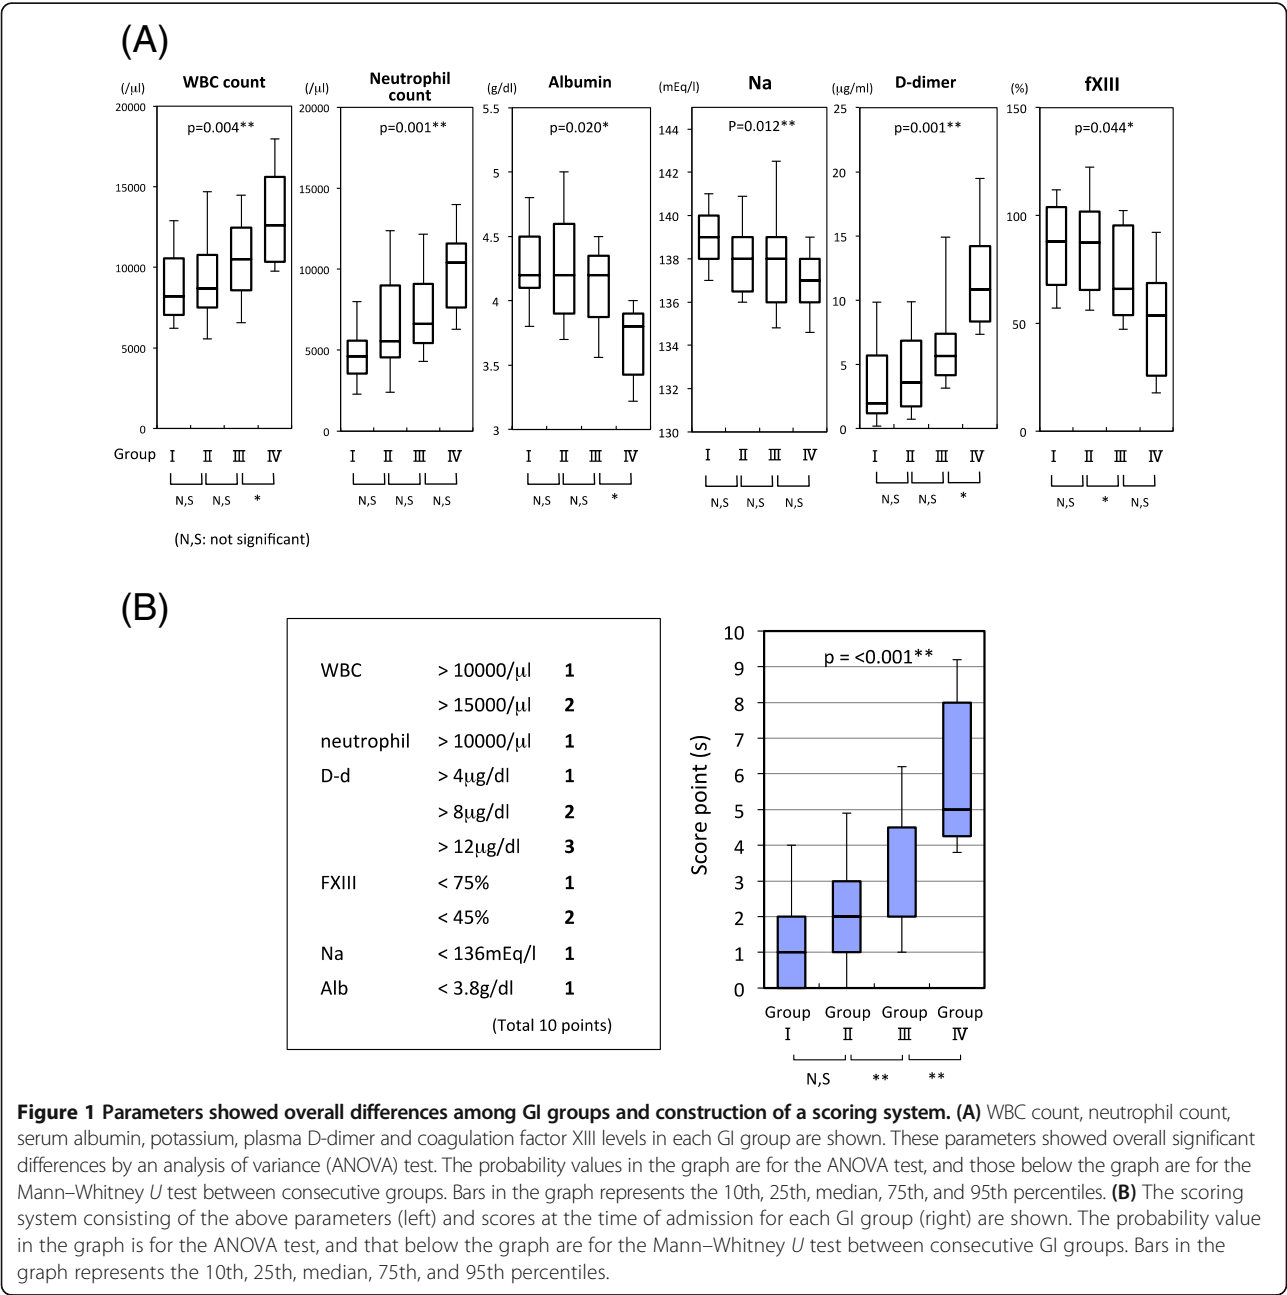 (A)
WBC count
(/μl)
20000
15000
10000
5000
0
p=0.004**
Group I II III IV
N,S N,S *
(N,S: not significant)
Neutrophil
count
(/μl)
20000
15000
10000
5000
0
p=0.001**
I II III IV
N,S N,S N,S
Albumin
(g/dl)
5.5
5
4.5
4
3.5
3
p=0.020*
I II III IV
N,S N,S *
Na
(mEq/l)
144
142
140
138
136
134
132
130
P=0.012**
I II III IV
N,S N,S N,S
D-dimer
(μg/ml)
25
20
15
10
5
0
p=0.001**
I II III IV
N,S N,S *
fXIII
(%)
150
100
50
0
p=0.044*
I II III IV
N,S * N,S
(B)
WBC > 10000/μl 1
> 15000/μl 2
neutrophil > 10000/μl 1
D-d > 4μg/dl 1
> 8μg/dl 2
> 12μg/dl 3
FXIII < 75% 1
< 45% 2
Na < 136mEq/l 1
Alb < 3.8g/dl 1
(Total 10 points)
Score point (s)
10
9
8
7
6
5
4
3
2
1
0
p = <0.001**
Group Group Group Group
I II III IV
N,S ** **
Figure 1 Parameters showed overall differences among GI groups and construction of a scoring system. (A) WBC count, neutrophil count,
serum albumin, potassium, plasma D-dimer and coagulation factor XIII levels in each GI group are shown. These parameters showed overall significant
differences by an analysis of variance (ANOVA) test. The probability values in the graph are for the ANOVA test, and those below the graph are for the
Mann–Whitney U test between consecutive groups. Bars in the graph represents the 10th, 25th, median, 75th, and 95th percentiles. (B) The scoring
system consisting of the above parameters (left) and scores at the time of admission for each GI group (right) are shown. The probability value
in the graph is for the ANOVA test, and that below the graph are for the Mann–Whitney U test between consecutive GI groups. Bars in the
graph represents the 10th, 25th, median, 75th, and 95th percentiles.